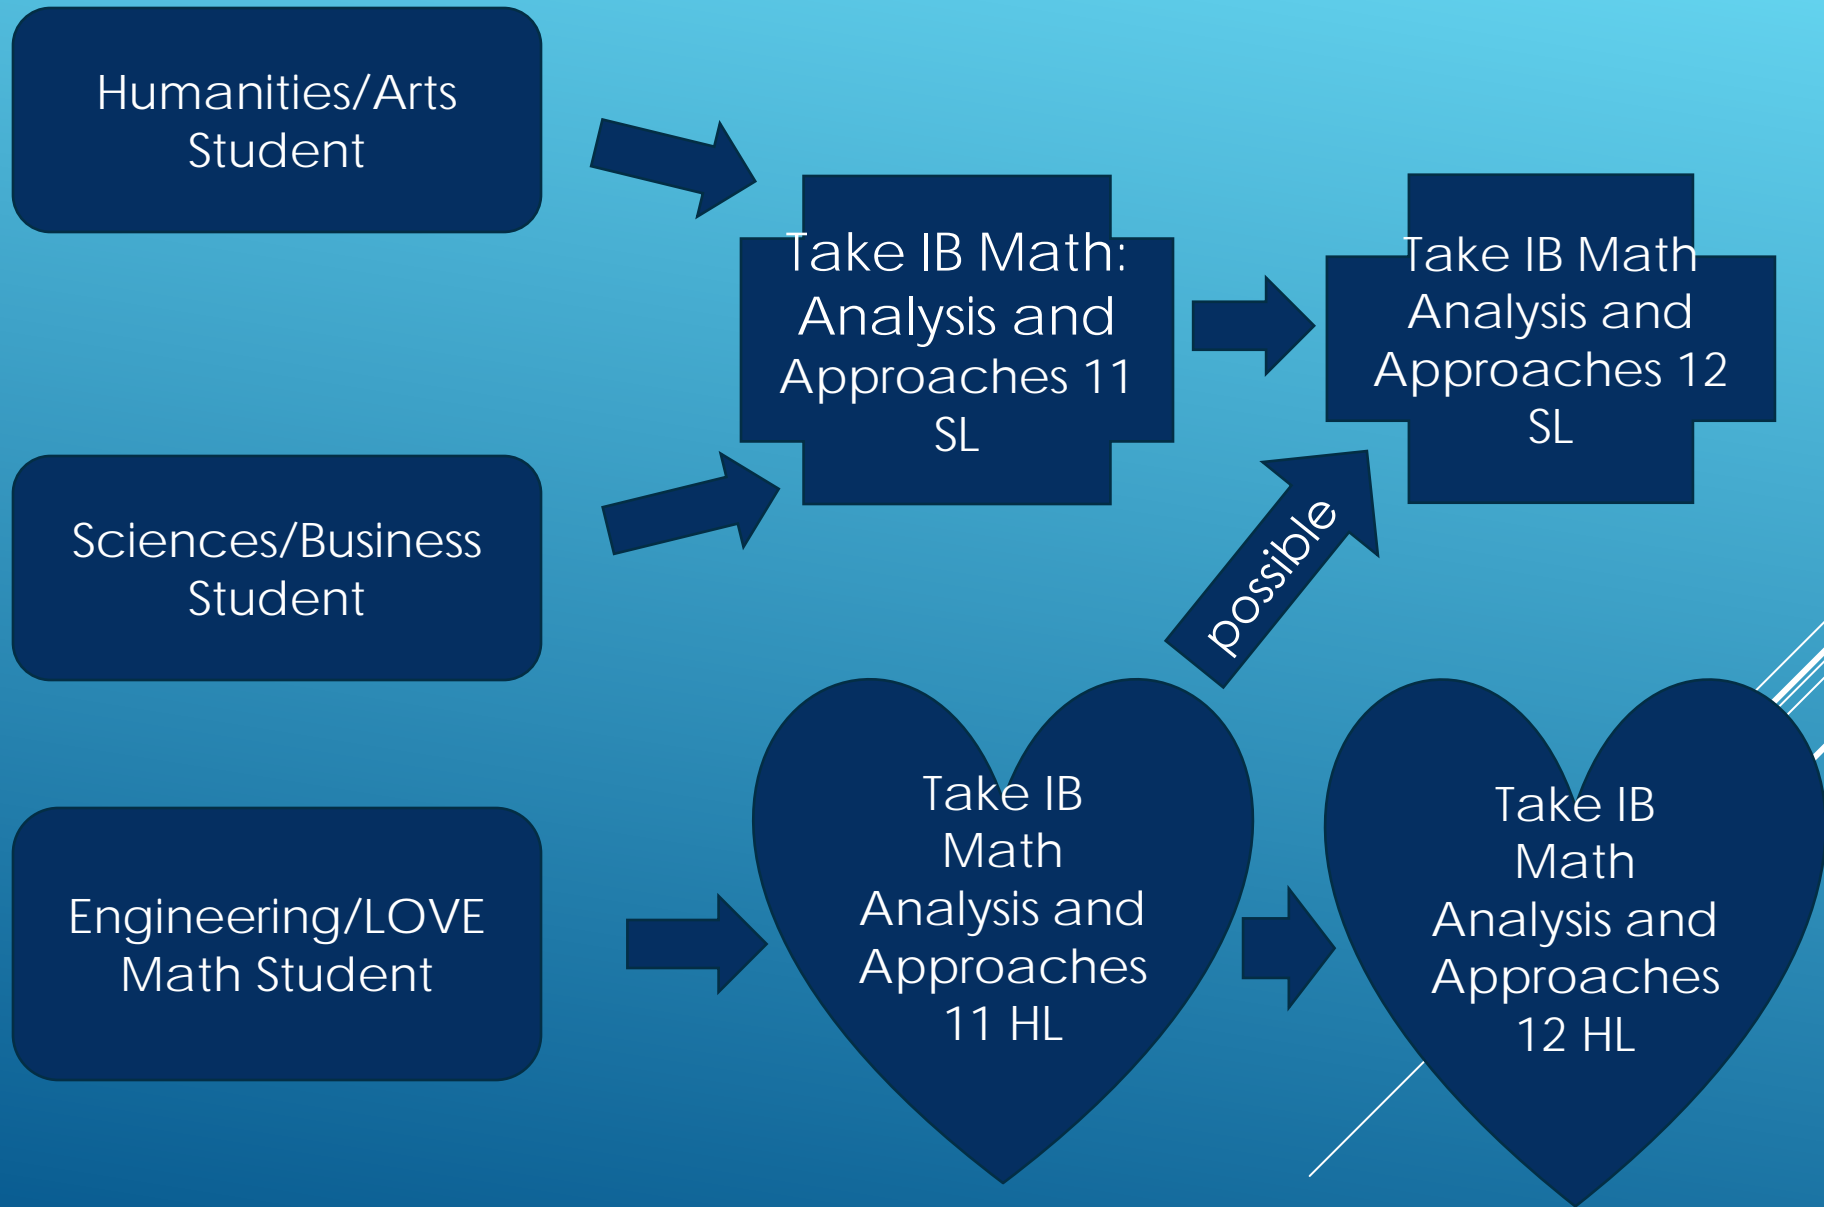 Humanities/Arts
Student
Take IB Math:
Analysis and
Approaches 11
SL
Take IB Math
Analysis and
Approaches 12
SL
Sciences/Business
Student
possible
Engineering/LOVE
Math Student
Take IB
Math
Analysis and
Approaches
11 HL
Take IB
Math
Analysis and
Approaches
12 HL